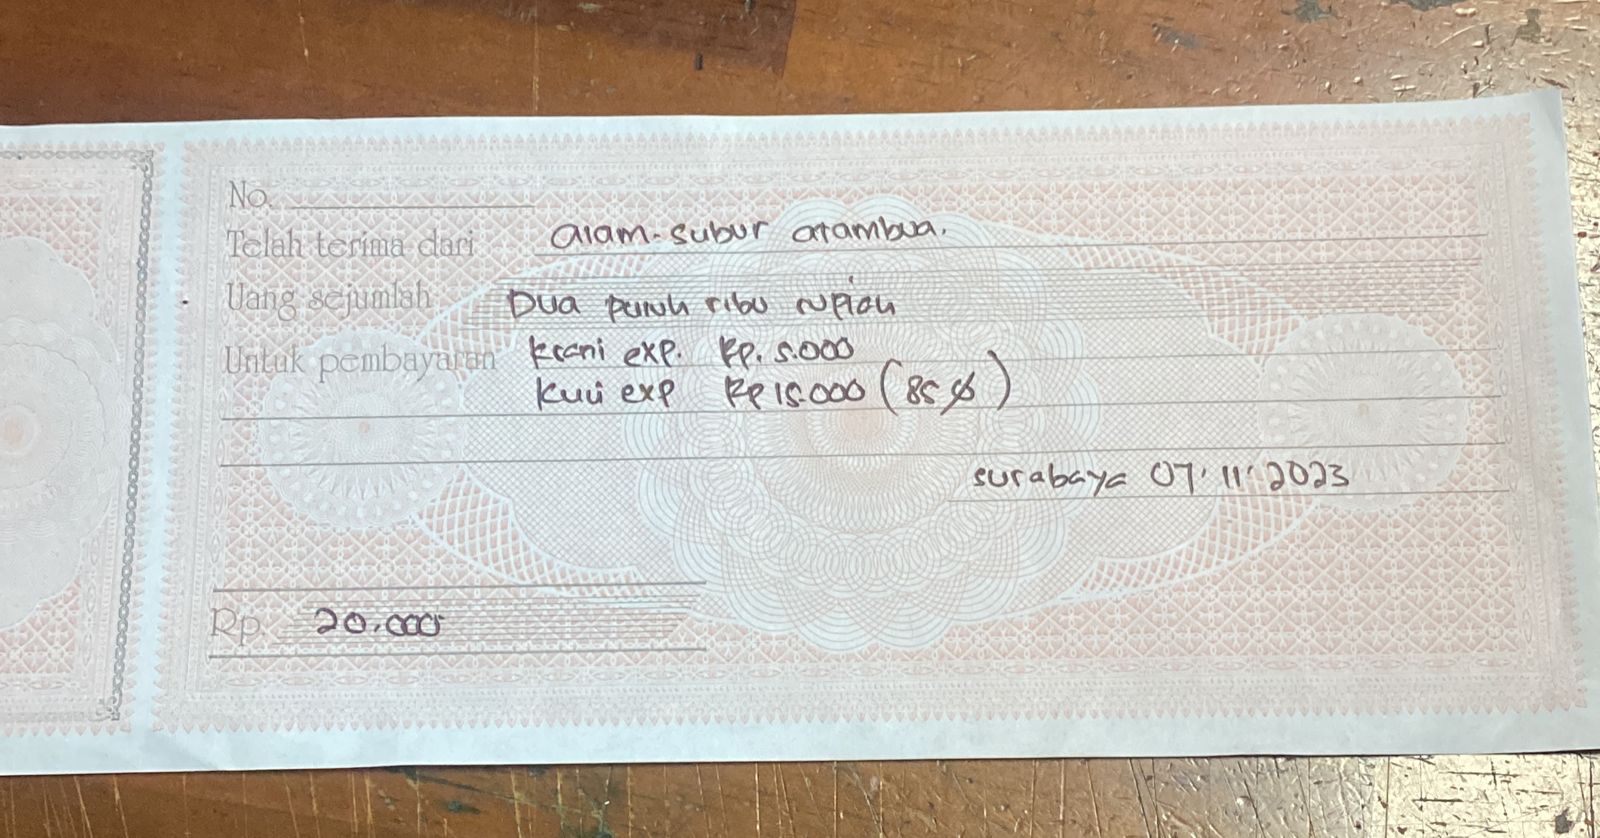 No.
Telah terima dari alam-subur atambua.
Uang sejumlah Dua puluh ribu rupiah
Untuk pembayaran krani exp. Rp. 5.000
kuli exp Rp 15.000 (85 )
surabaya 07·11·2023
Rp. 20.000